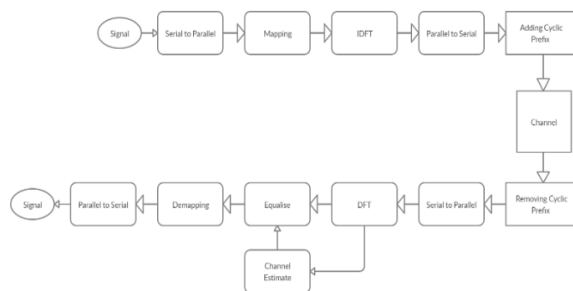 Signal
Serial to Parallel
Mapping
IDFT
Parallel to Serial
Adding Cyclic
Prefix
Channel
Signal
Parallel to Serial
Demapping
Equalise
DFT
Serial to Parallel
Removing Cyclic
Prefix
Channel
Estimate